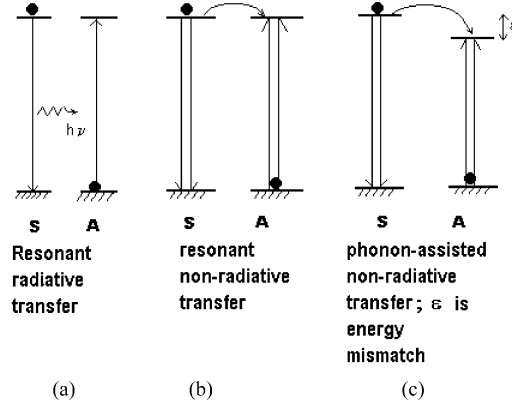 ε
hν
S A
S A
S A
Resonant
radiative
transfer
resonant
non-radiative
transfer
phonon-assisted
non-radiative
transfer; ε is
energy
mismatch
(a) (b) (c)